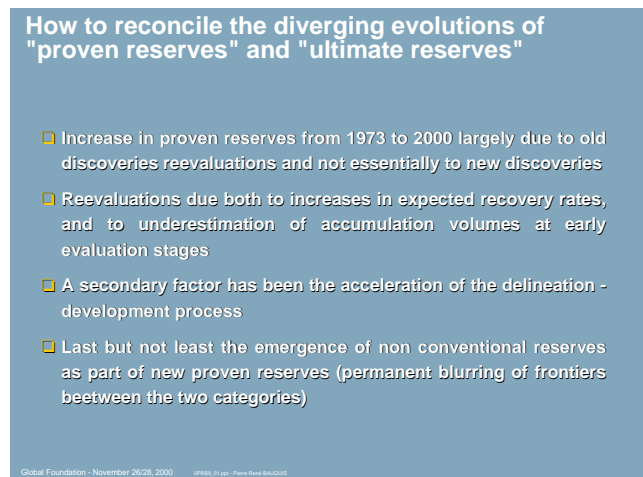 How to reconcile the diverging evolutions of
"proven reserves" and "ultimate reserves"
Increase in proven reserves from 1973 to 2000 largely due to old
discoveries reevaluations and not essentially to new discoveries
Reevaluations due both to increases in expected recovery rates,
and to underestimation of accumulation volumes at early
evaluation stages
A secondary factor has been the acceleration of the delineation -
development process
Last but not least the emergence of non conventional reserves
as part of new proven reserves (permanent blurring of frontiers
beetween the two categories)
Global Foundation - November 26/28, 2000 - Pierre René BAUQUIS